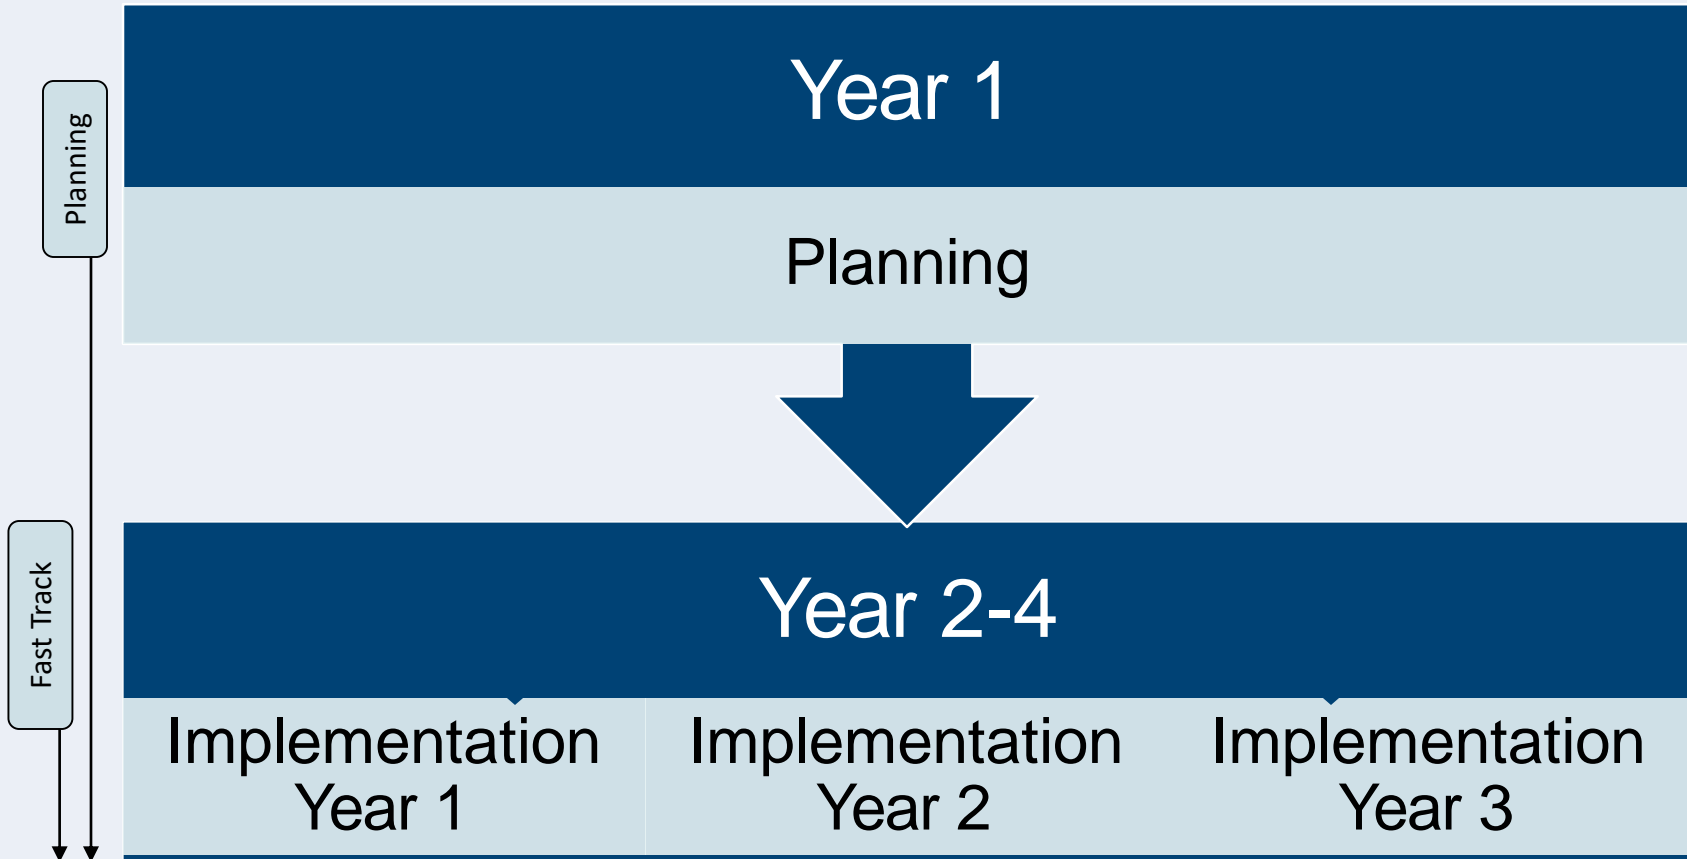 Planning
Year 1
Planning
Fast Track
Year 2-4
Implementation
Year 1
Implementation
Year 2
Implementation
Year 3